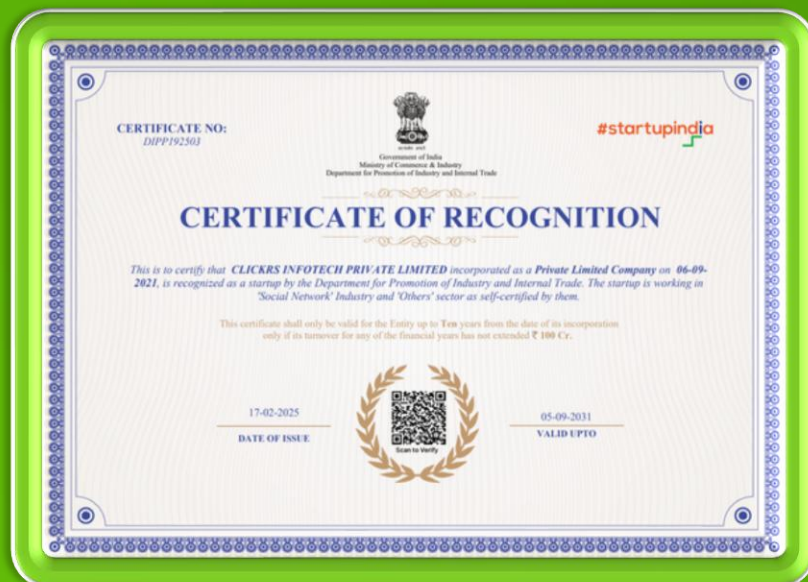 CERTIFICATE NO:
DIPP192503
#startupindia
Government of India
Ministry of Commerce & Industry
Department for Promotion of Industry and Internal Trade
CERTIFICATE OF RECOGNITION
This is to certify that CLICKRS INFOTECH PRIVATE LIMITED incorporated as a Private Limited Company on 06-09-
2021, is recognized as a startup by the Department for Promotion of Industry and Internal Trade. The startup is working in
'Social Network' Industry and 'Others' sector as self-certified by them.
This certificate shall only be valid for the Entity up to Ten years from the date of its incorporation
only if its turnover for any of the financial years has not extended ₹ 100 Cr.
17-02-2025
DATE OF ISSUE
Scan to Verify
05-09-2031
VALID UPTO